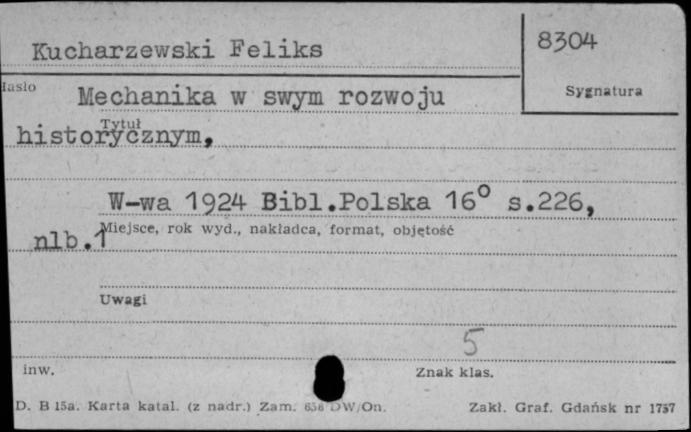 Kucharzewski Feliks
8304
Hasło
Sygnatura
Mechanika w swym rozwoju
Tytuł
historycznym,
W-wa 1924 Bibl.Polska 16° s.226,
Miejsce, rok wyd., nakładca, format, objętość
nlb.1
Uwagi
5
inw.
Znak klas.
D. B 15a. Karta katal. (z nadr.) Zam. DW/On.
Zakł. Graf. Gdańsk nr 1757